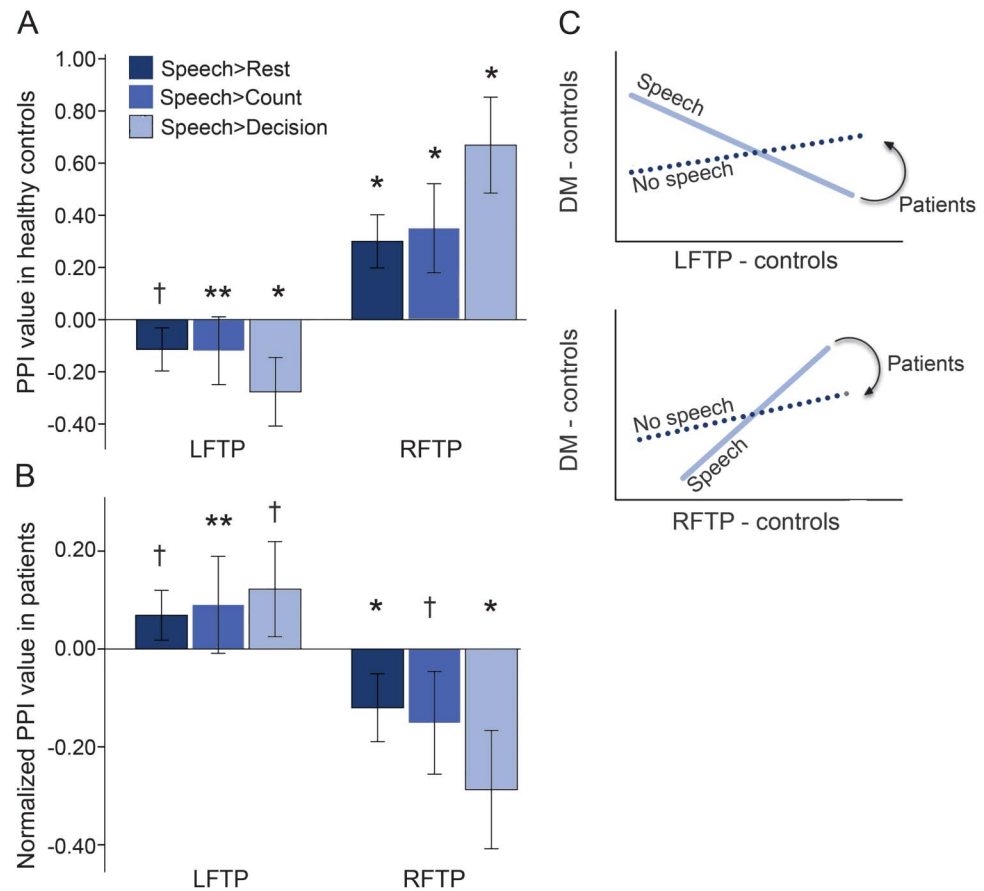 A
PPI value in healthy controls
1.00
0.80
0.60
0.40
0.20
0.00
-0.20
-0.40
Speech>Rest
Speech>Count
Speech>Decision
†
**
*
*
*
*
LFTP
RFTP
B
Normalized PPI value in patients
0.20
0.00
-0.20
-0.40
†
**
†
*
†
*
LFTP
RFTP
C
DM - controls
Speech
No speech
Patients
LFTP - controls
DM - controls
No speech
Speech
Patients
RFTP - controls